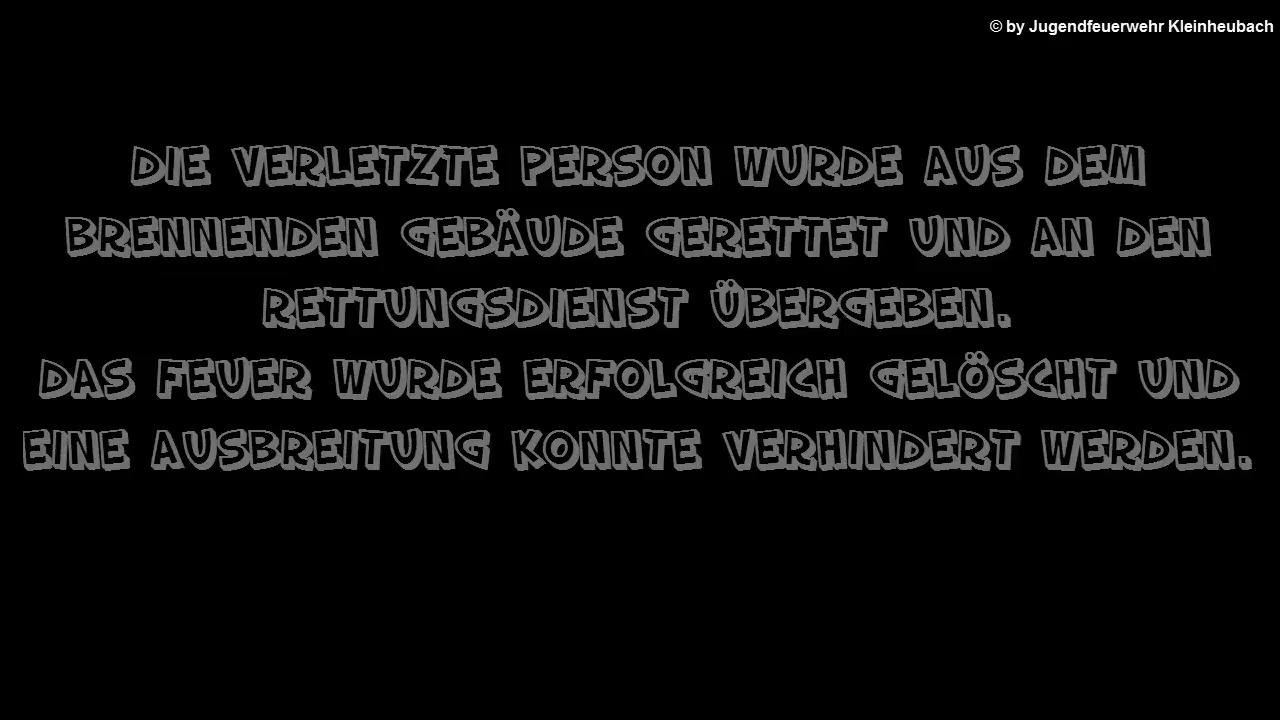 © by Jugendfeuerwehr Kleinheubach
DIE VERLETZTE PERSON WURDE AUS DEM
BRENNENDEN GEBÄUDE GERETTET UND AN DEN
RETTUNGSDIENST ÜBERGEBEN.
DAS FEUER WURDE ERFOLGREICH GELÖSCHT UND
EINE AUSBREITUNG KONNTE VERHINDERT WERDEN.